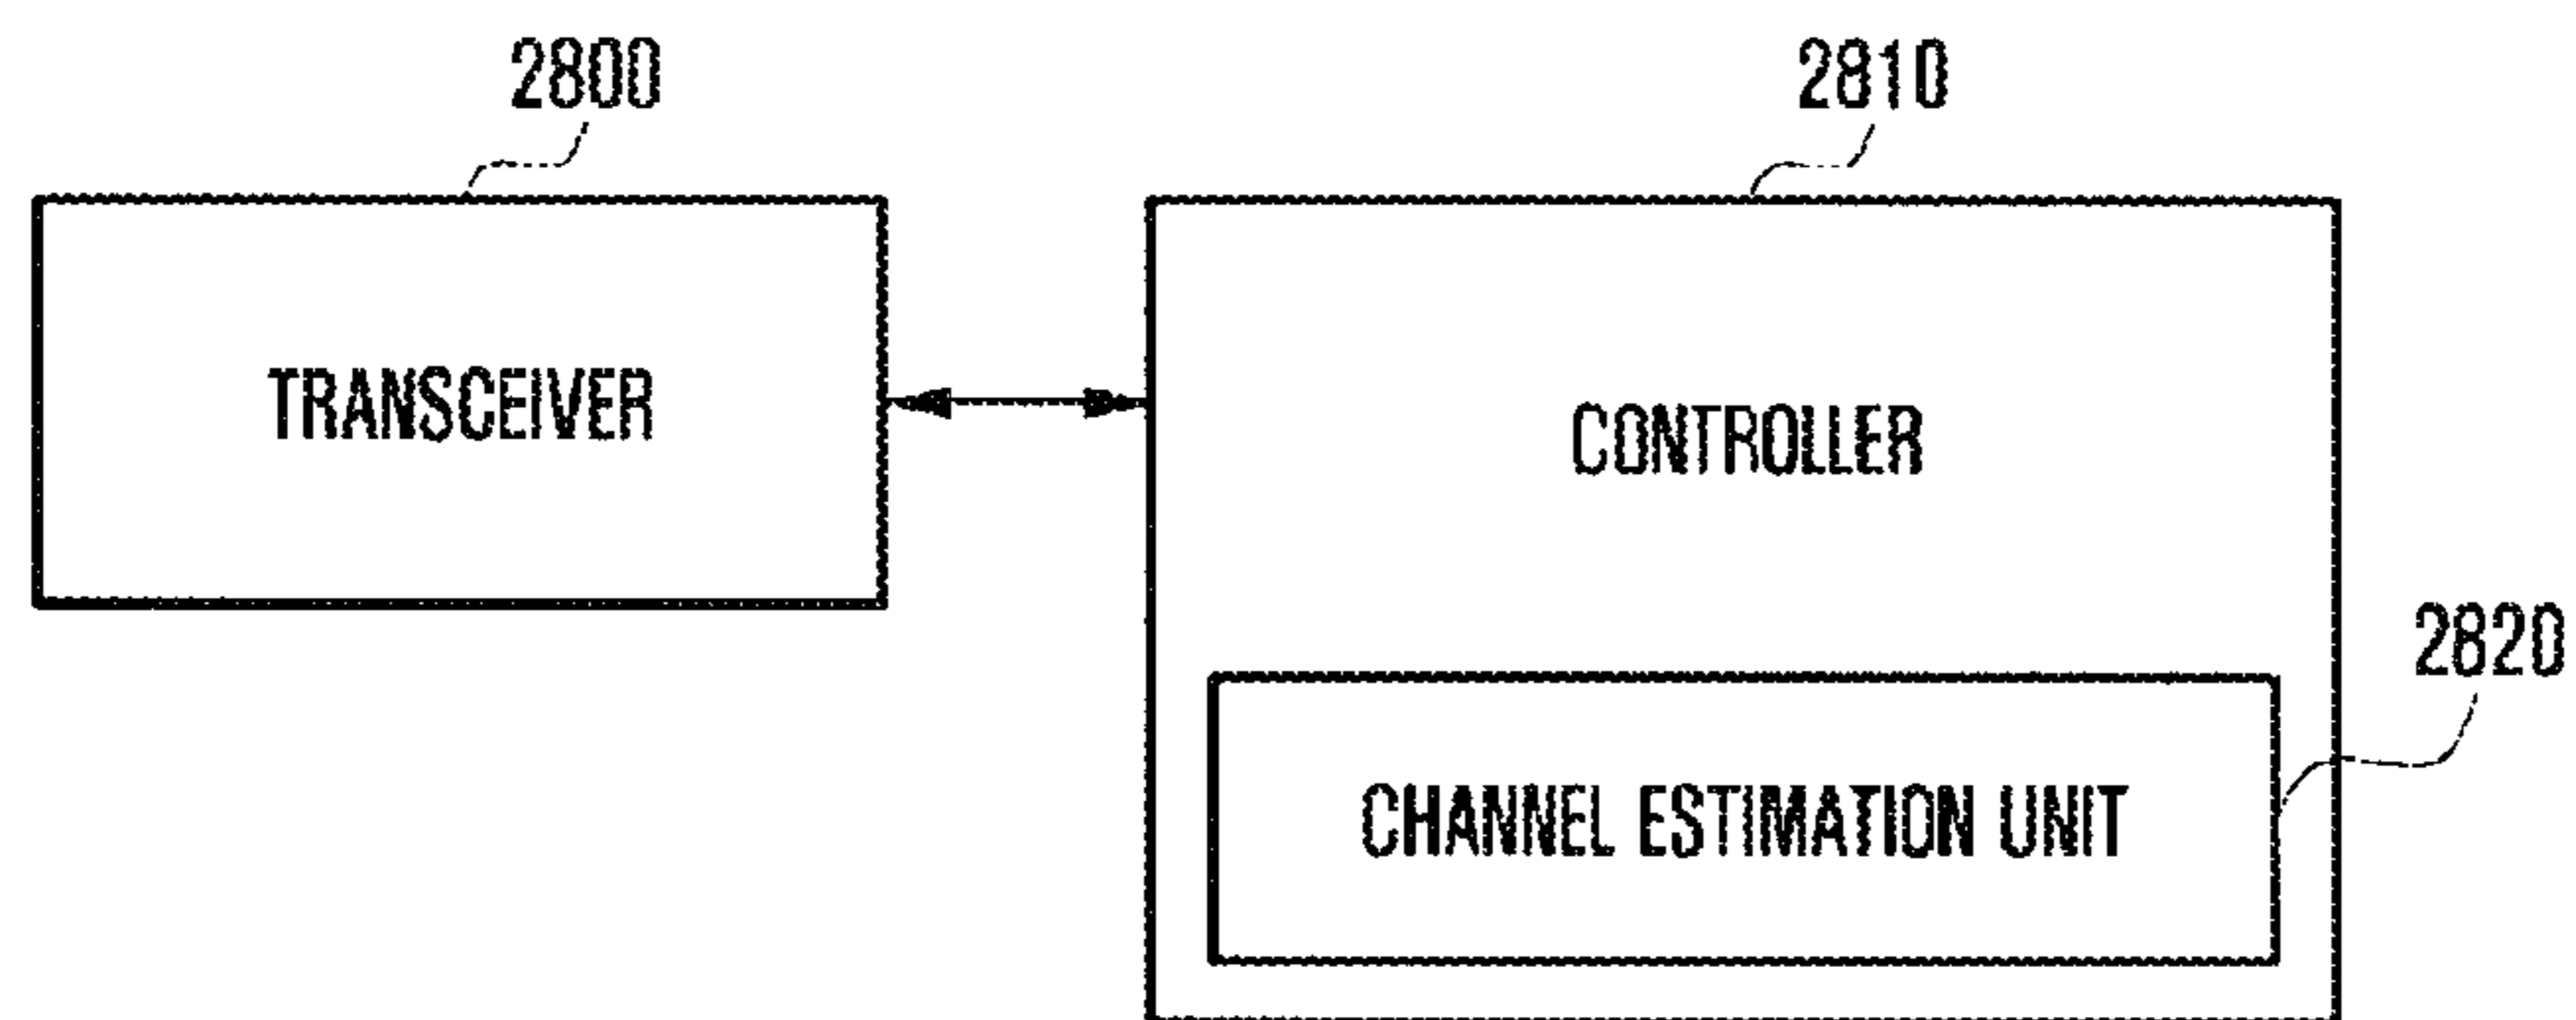 2800
2810
TRANSCEIVER
CONTROLLER
2820
CHANNEL ESTIMATION UNIT